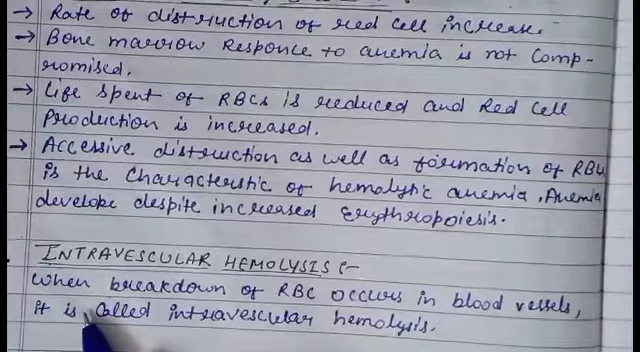 → Rate of distruction of red cell increase.
→ Bone marrow Responce to anemia is not Comp-
romised.
→ Life spent of RBCs is reduced and Red Cell
Production is increased.
→ Accessive distruction as well as formation of RBCs
is the characteristic of hemolytic anemia. Anemia
develope despite increased Erythropoiesis.
INTRAVESCULAR HEMOLYSIS :-
When breakdown of RBC occurs in blood vessels,
it is called intravescular hemolysis.